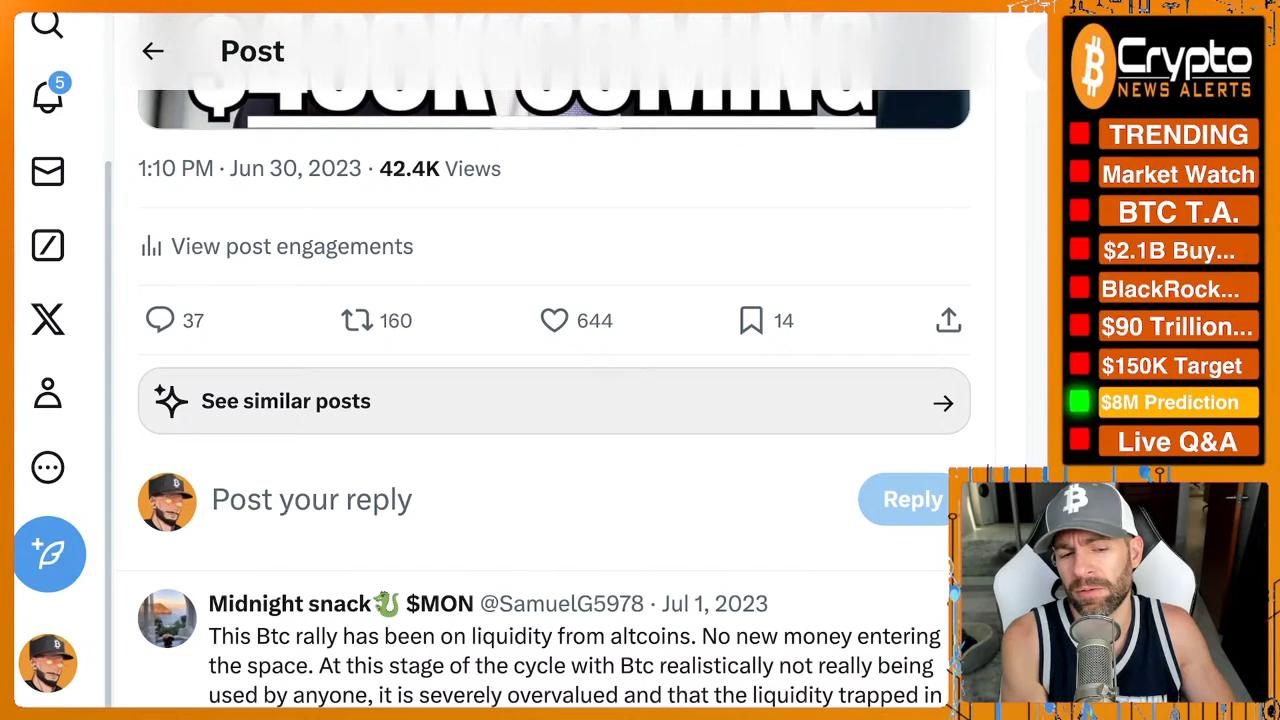 Post
5
1:10 PM · Jun 30, 2023 · 42.4K Views
View post engagements
37
160
644
14
See similar posts
Post your reply
Reply
Midnight snack🐉 $MON @SamuelG5978 · Jul 1, 2023
This Btc rally has been on liquidity from altcoins. No new money entering
the space. At this stage of the cycle with Btc realistically not really being
used by anyone, it is severely overvalued and that the liquidity trapped in
Crypto
NEWS ALERTS
TRENDING
Market Watch
BTC T.A.
$2.1B Buy...
BlackRock...
$90 Trillion...
$150K Target
$8M Prediction
Live Q&A